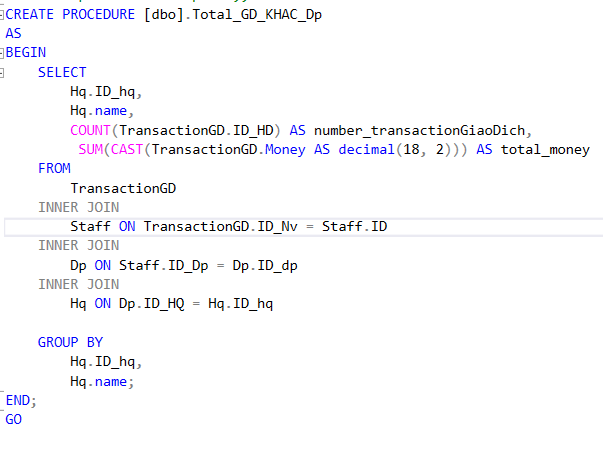 CREATE PROCEDURE [dbo].Total_GD_KHAC_Dp
AS
BEGIN
    SELECT
        Hq.ID_hq,
        Hq.name,
        COUNT(TransactionGD.ID_HD) AS number_transactionGiaoDich,
         SUM(CAST(TransactionGD.Money AS decimal(18, 2))) AS total_money
    FROM
        TransactionGD
    INNER JOIN
        Staff ON TransactionGD.ID_Nv = Staff.ID
    INNER JOIN
        Dp ON Staff.ID_Dp = Dp.ID_dp
    INNER JOIN
        Hq ON Dp.ID_HQ = Hq.ID_hq
    GROUP BY
        Hq.ID_hq,
        Hq.name;
END;
GO